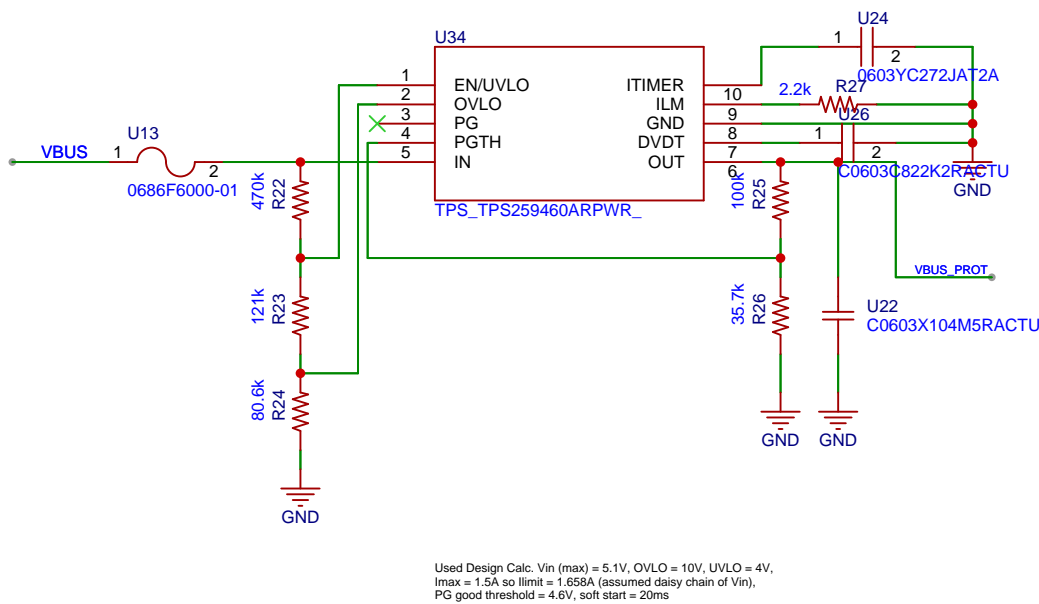 U24
1
2
0603YC272JAT2A
U34
1
EN/UVLO
ITIMER
10
2
OVLO
ILM
9
3
PG
GND
8
4
PGTH
DVDT
7
5
IN
OUT
6
TPS_TPS259460ARPWR_
2.2k
R27
U26
1
2
C0603C822K2RACTU
GND
VBUS
U13
1
2
0686F6000-01
470k
R22
100k
R25
VBUS_PROT
121k
R23
35.7k
R26
U22
C0603X104M5RACTU
80.6k
R24
GND
GND
GND
Used Design Calc. Vin (max) = 5.1V, OVLO = 10V, UVLO = 4V,
Imax = 1.5A so Ilimit = 1.658A (assumed daisy chain of Vin),
PG good threshold = 4.6V, soft start = 20ms